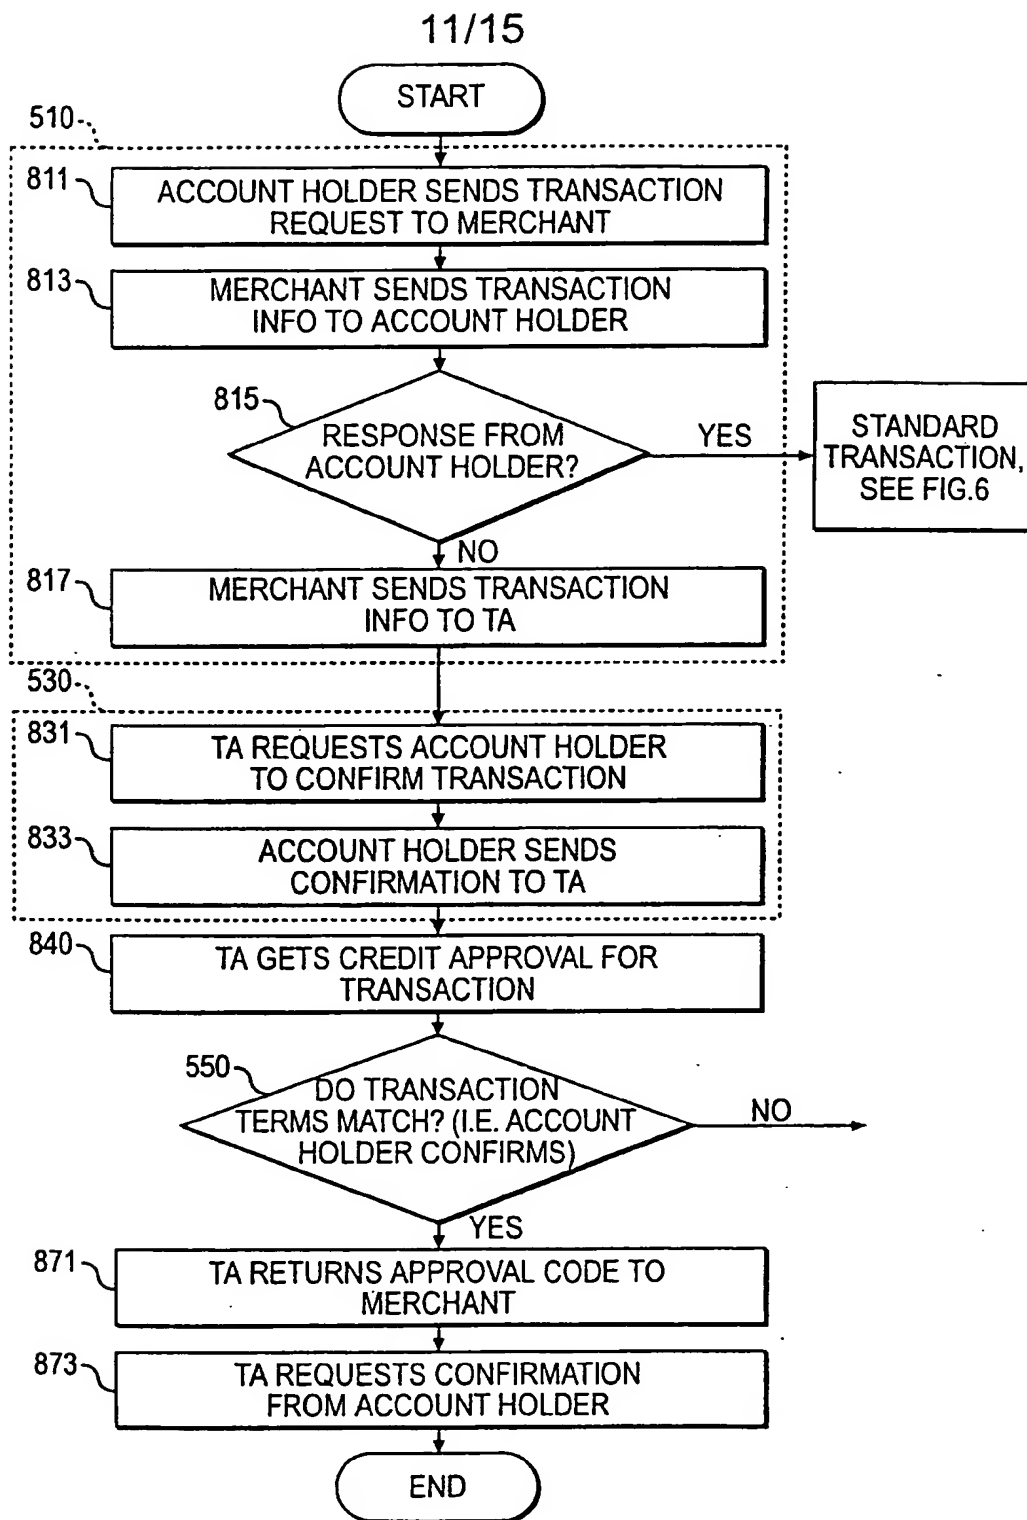 11/15
START
510
811
ACCOUNT HOLDER SENDS TRANSACTION
REQUEST TO MERCHANT
813
MERCHANT SENDS TRANSACTION
INFO TO ACCOUNT HOLDER
815
RESPONSE FROM
ACCOUNT HOLDER?
YES
STANDARD
TRANSACTION,
SEE FIG.6
NO
817
MERCHANT SENDS TRANSACTION
INFO TO TA
530
831
TA REQUESTS ACCOUNT HOLDER
TO CONFIRM TRANSACTION
833
ACCOUNT HOLDER SENDS
CONFIRMATION TO TA
840
TA GETS CREDIT APPROVAL FOR
TRANSACTION
550
DO TRANSACTION
TERMS MATCH? (I.E. ACCOUNT
HOLDER CONFIRMS)
NO
YES
871
TA RETURNS APPROVAL CODE TO
MERCHANT
873
TA REQUESTS CONFIRMATION
FROM ACCOUNT HOLDER
END